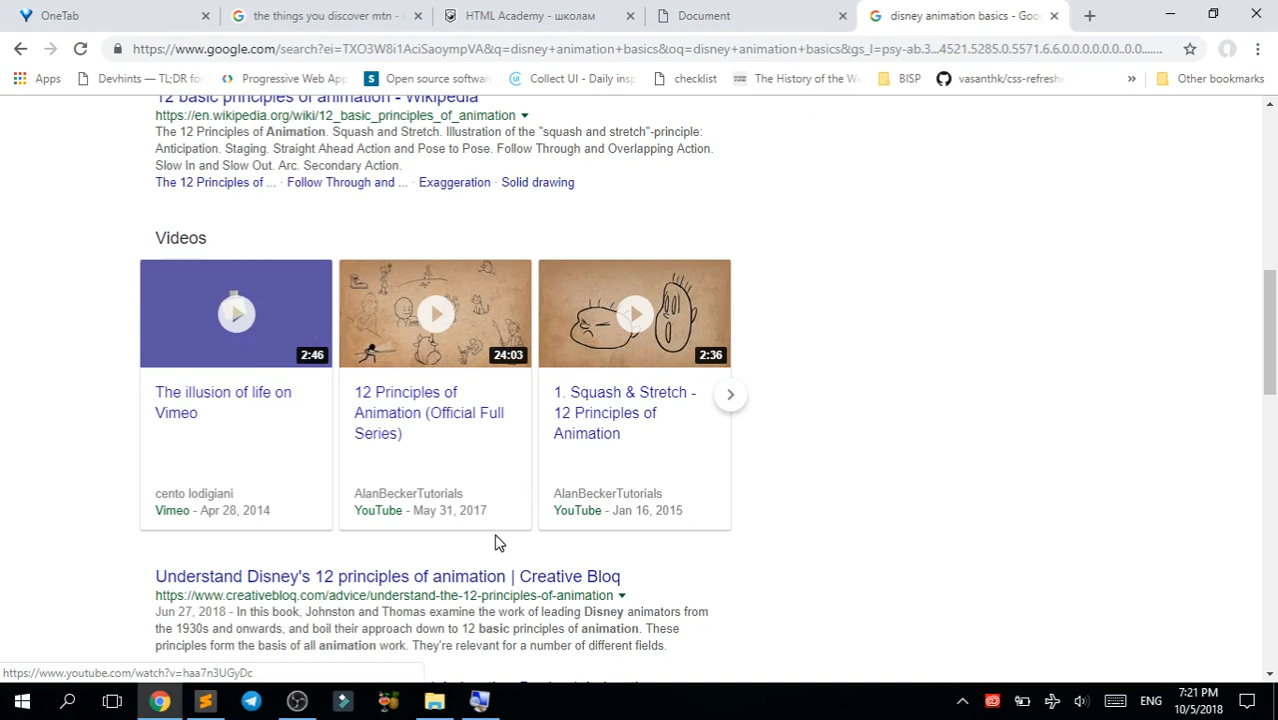 OneTab
the things you discover mtn -
HTML Academy - школам
Document
disney animation basics - Goo
https://www.google.com/search?ei=TXO3W8i1AciSaoympVA&q=disney+animation+basics&oq=disney+animation+basics&gs_l=psy-ab.3...4521.5285.0.5571.6.6.0.0.0.0.0.0..0.0.......
Apps
Devhints — TL;DR for
Progressive Web App
Open source softwar
Collect UI - Daily insp
checklist
The History of the We
BISP
vasanthk/css-refreshe
»
Other bookmarks
12 basic principles of animation - Wikipedia
https://en.wikipedia.org/wiki/12_basic_principles_of_animation
The 12 Principles of Animation. Squash and Stretch. Illustration of the "squash and stretch"-principle:
Anticipation. Staging. Straight Ahead Action and Pose to Pose. Follow Through and Overlapping Action.
Slow In and Slow Out. Arc. Secondary Action.
The 12 Principles of ... · Follow Through and ... · Exaggeration · Solid drawing
Videos
2:46
24:03
2:36
The illusion of life on
Vimeo
cento lodigiani
Vimeo - Apr 28, 2014
12 Principles of
Animation (Official Full
Series)
AlanBeckerTutorials
YouTube - May 31, 2017
1. Squash & Stretch -
12 Principles of
Animation
AlanBeckerTutorials
YouTube - Jan 16, 2015
Understand Disney's 12 principles of animation | Creative Bloq
https://www.creativebloq.com/advice/understand-the-12-principles-of-animation
Jun 27, 2018 - In this book, Johnston and Thomas examine the work of leading Disney animators from
the 1930s and onwards, and boil their approach down to 12 basic principles of animation. These
principles form the basis of all animation work. They're relevant for a number of different fields.
https://www.youtube.com/watch?v=haa7n3UGyDc
ENG
7:21 PM
10/5/2018